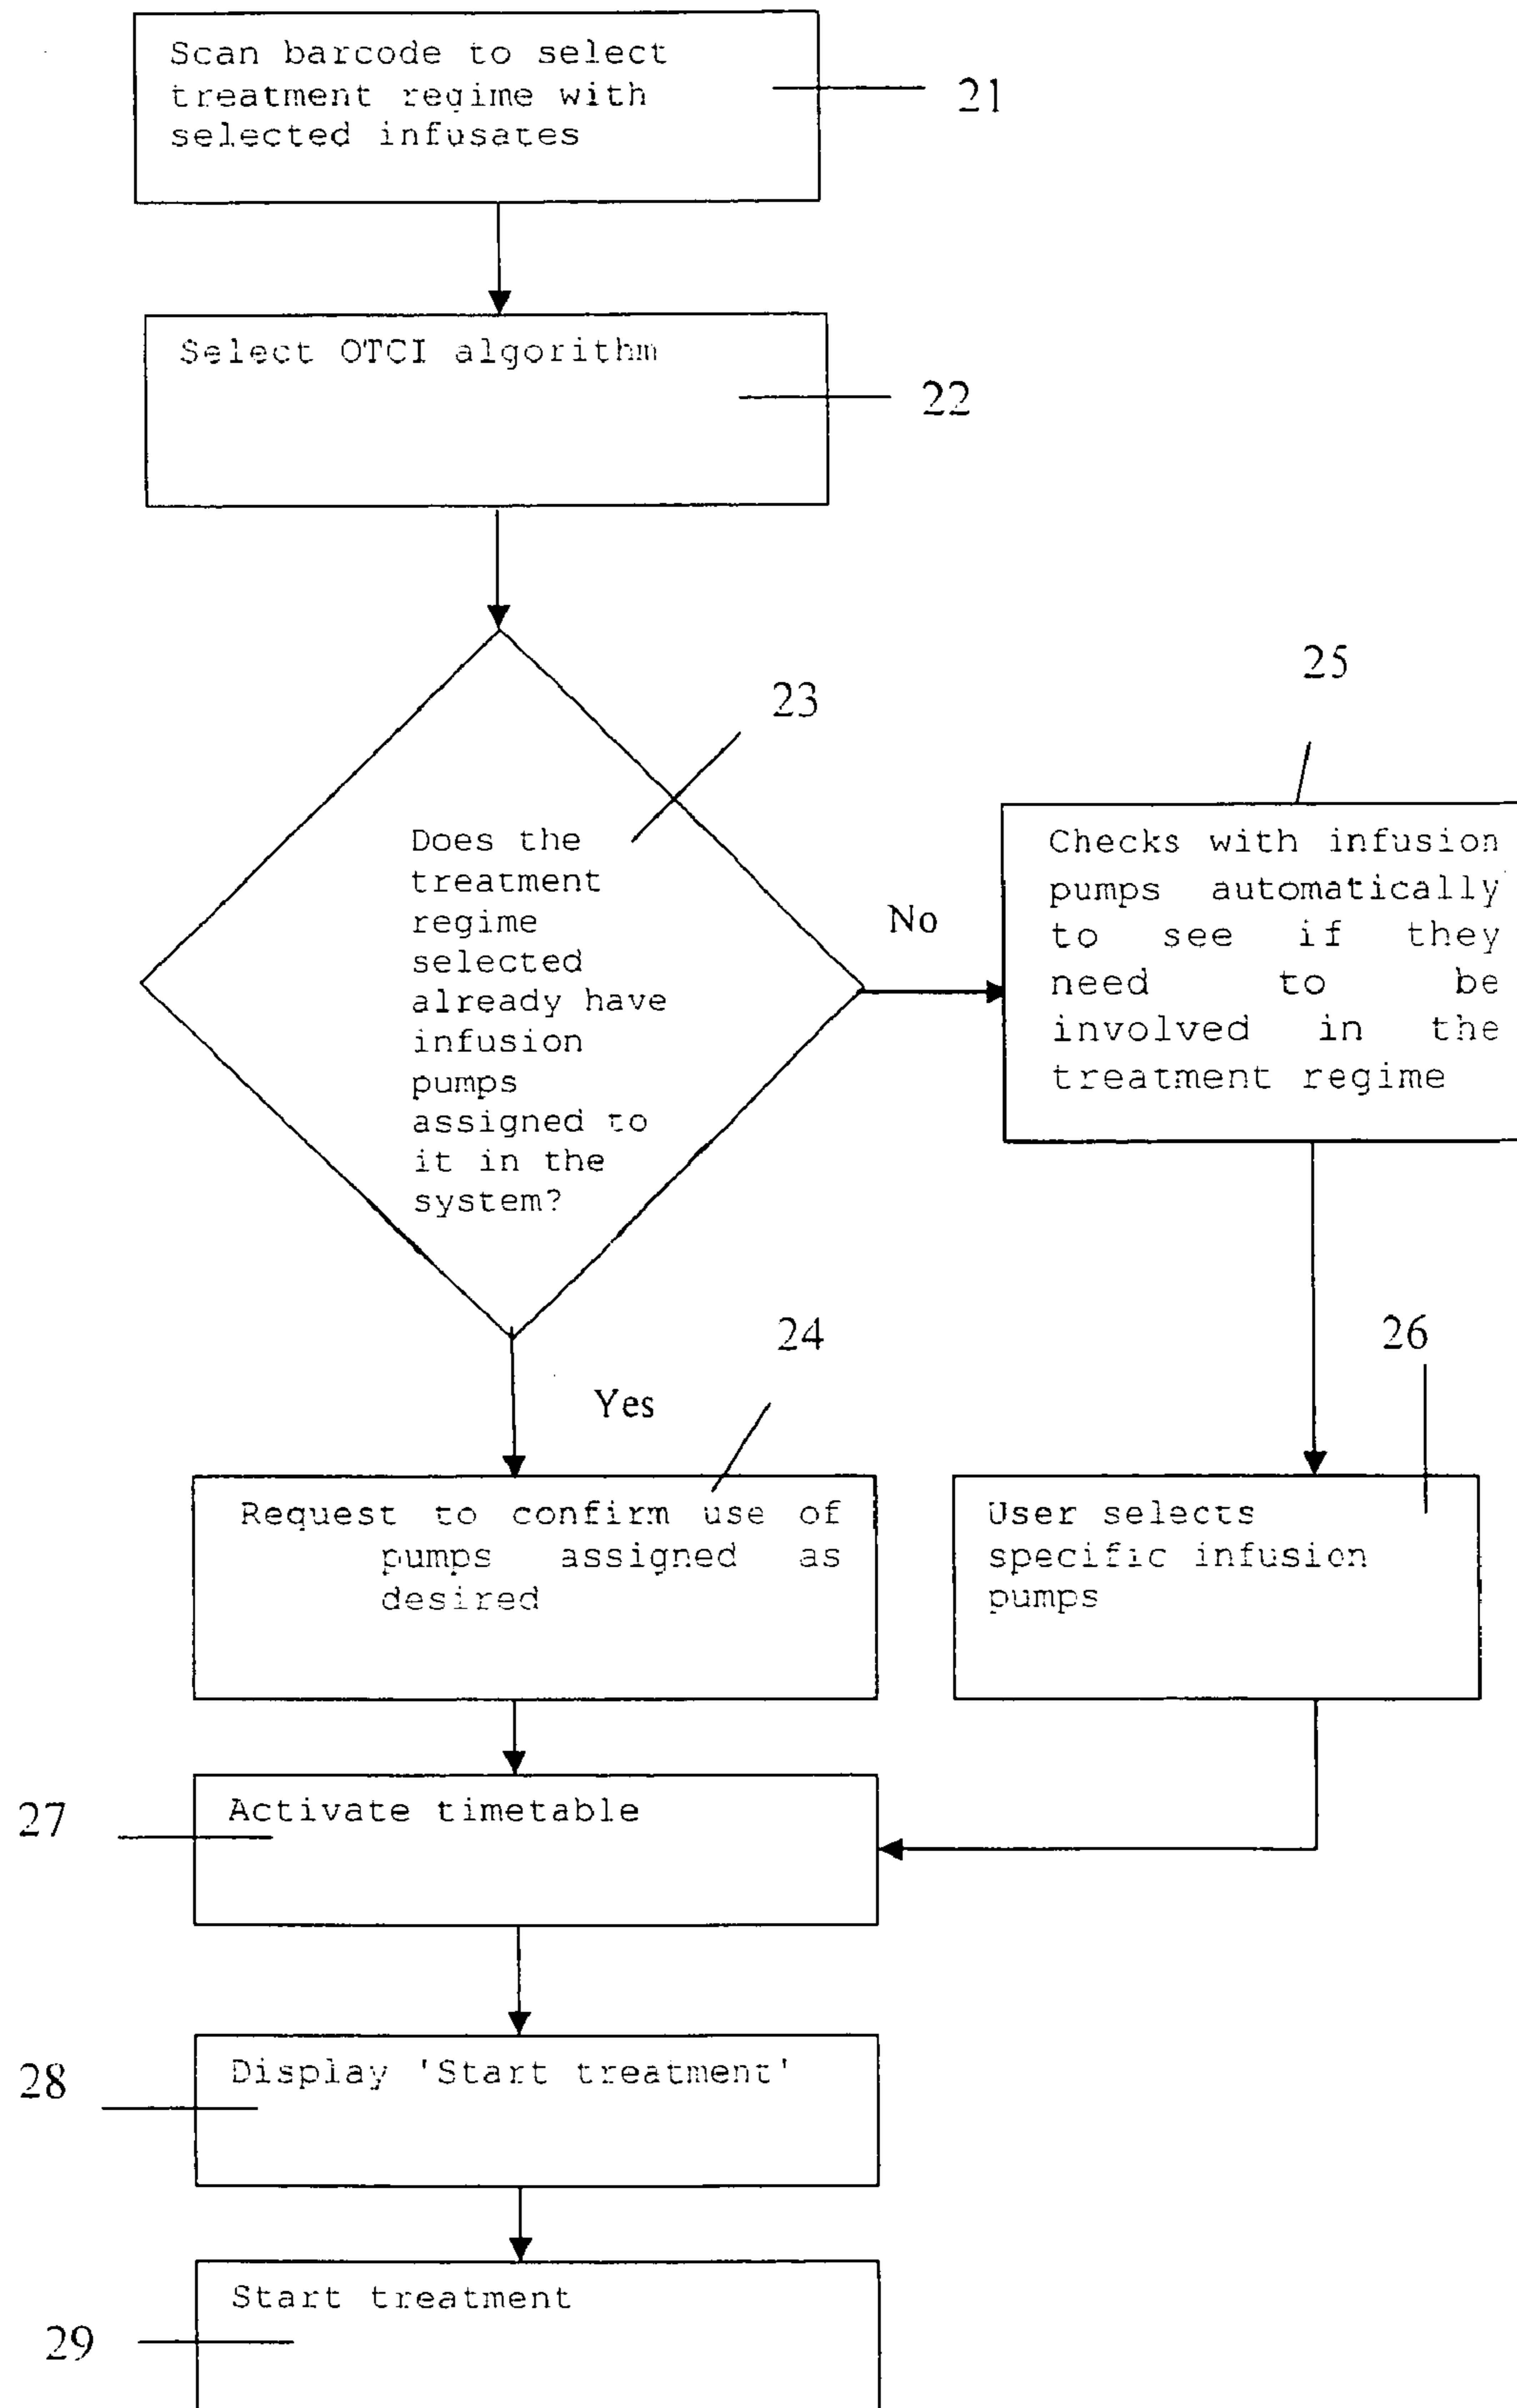 Scan barcode to select
treatment regime with
selected infusates
21
Select OTCI algorithm
22
23
Does the
treatment
regime
selected
already have
infusion
pumps
assigned to
it in the
system?
No
25
Checks with infusion
pumps automatically
to see if they
need to be
involved in the
treatment regime
Yes
24
Request to confirm use of
pumps assigned as
desired
26
User selects
specific infusion
pumps
27
Activate timetable
28
Display 'Start treatment'
29
Start treatment